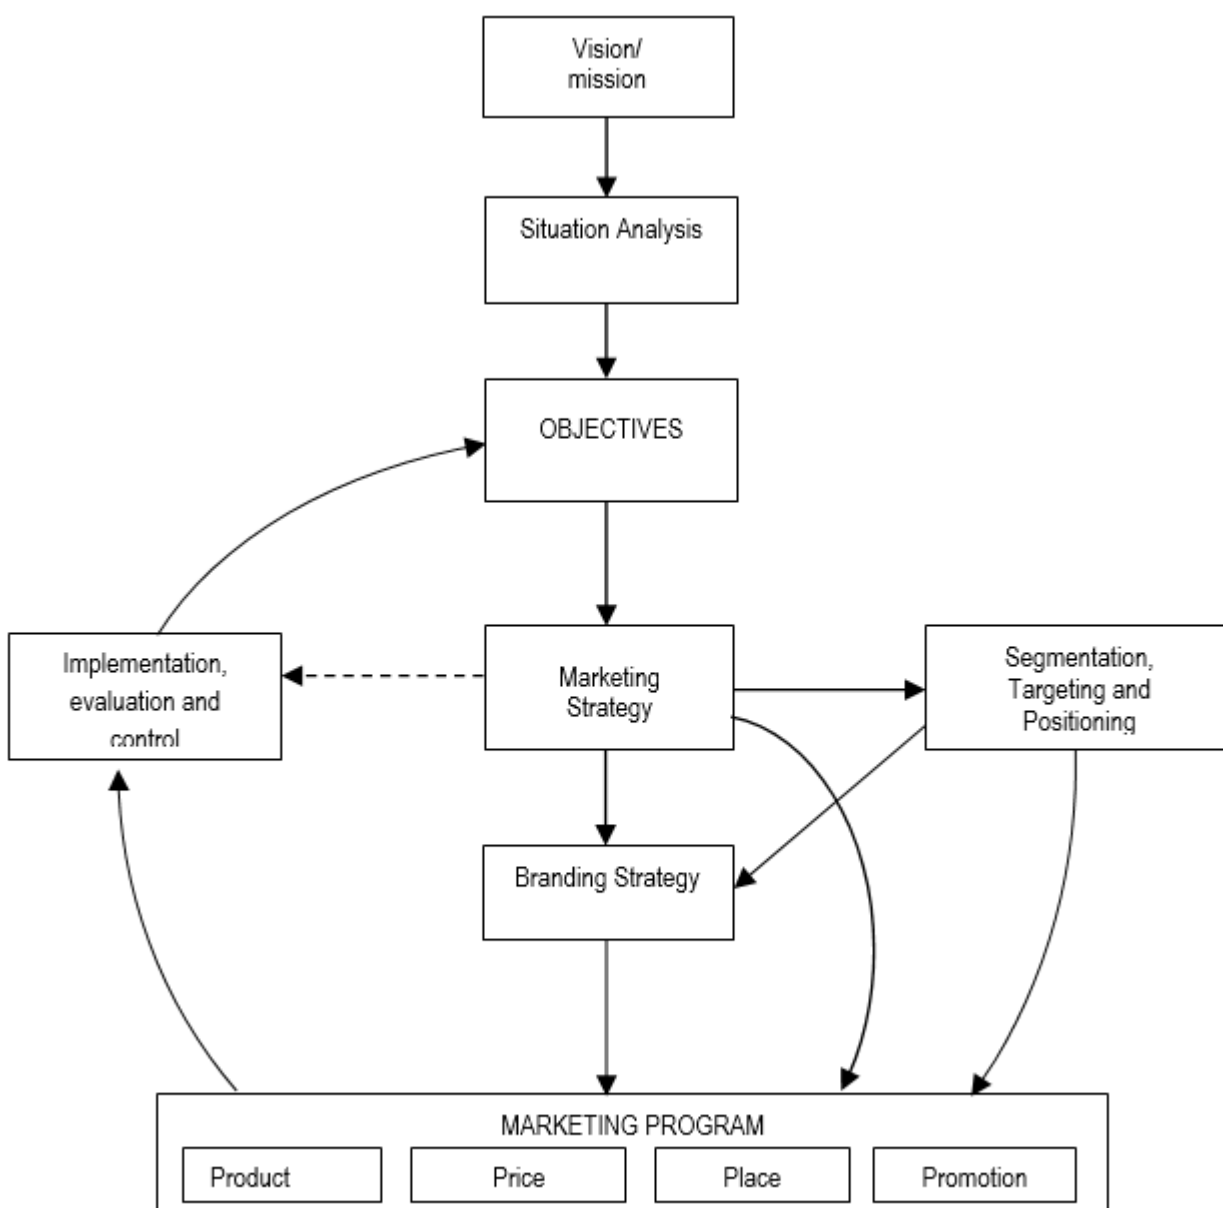 Vision/
mission
Situation Analysis
OBJECTIVES
Implementation,
evaluation and
control
Marketing
Strategy
Segmentation,
Targeting and
Positioning
Branding Strategy
MARKETING PROGRAM
Product
Price
Place
Promotion